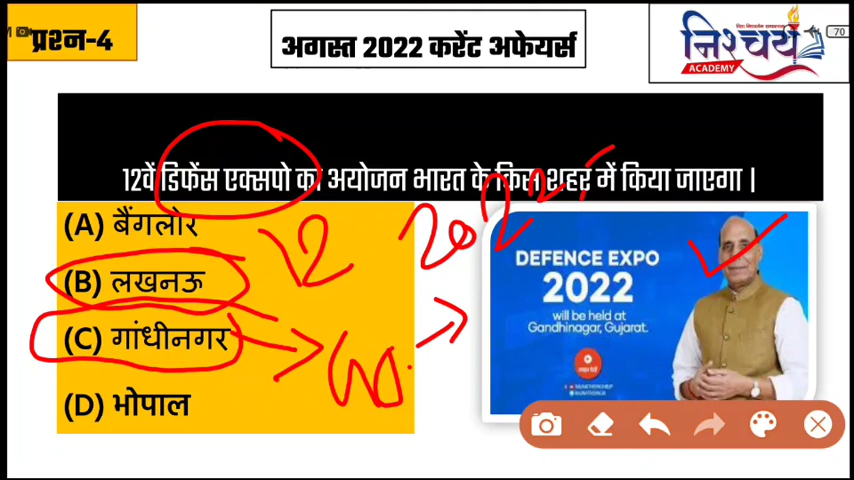 प्रश्न-4
अगस्त 2022 करेंट अफेयर्स
निश्चय
ACADEMY
70
12वें डिफेंस एक्सपो का अयोजन भारत के किस शहर में किया जाएगा |
(A) बैंगलोर
(B) लखनऊ
(C) गांधीनगर
(D) भोपाल
12
2022
DEFENCE EXPO
2022
will be held at
Gandhinagar, Gujarat.